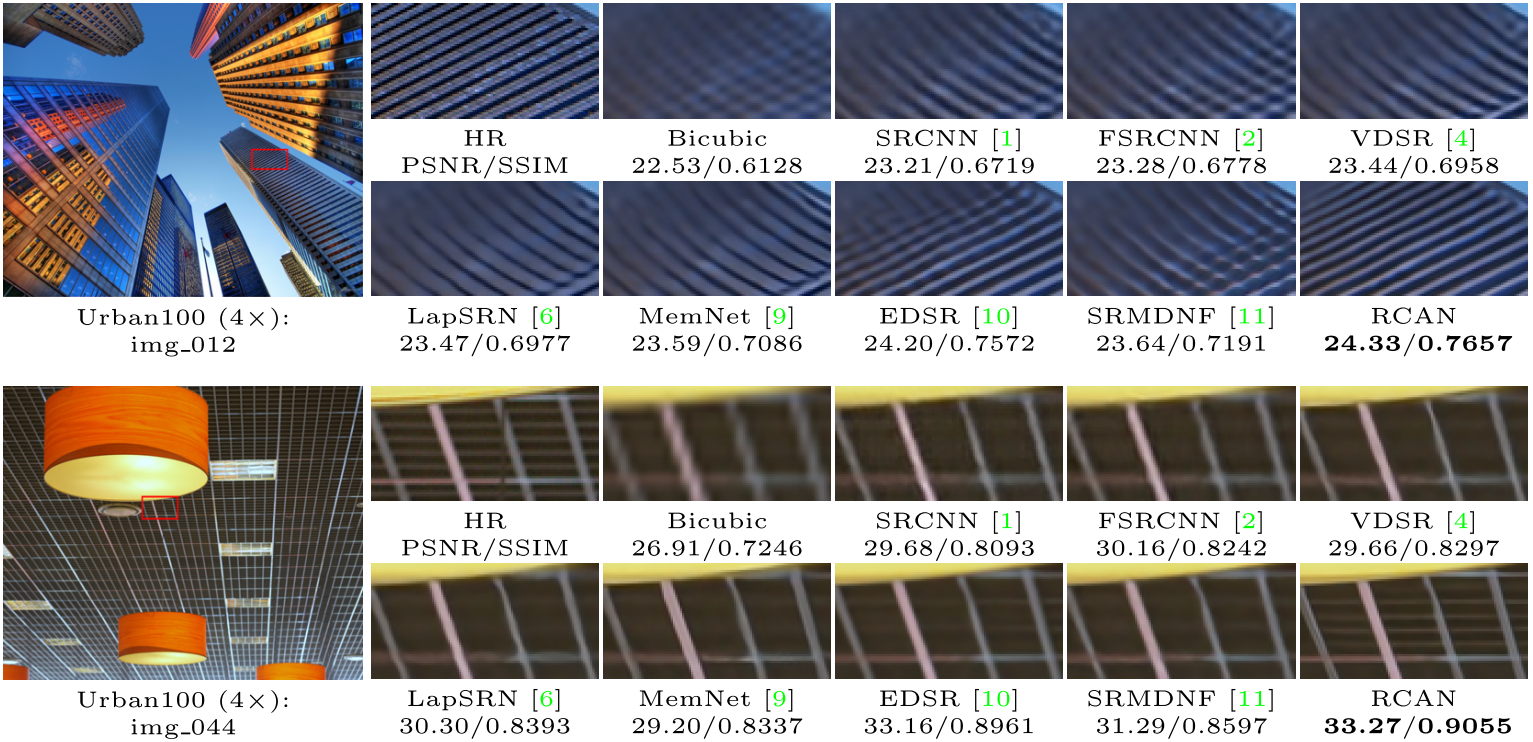 HR Bicubic SRCNN [1] FSRCNN [2] VDSR [4]
PSNR/SSIM 22.53/0.6128 23.21/0.6719 23.28/0.6778 23.44/0.6958
Urban100 (4×): LapSRN [6] MemNet [9] EDSR [10] SRMDNF [11] RCAN
img_012 23.47/0.6977 23.59/0.7086 24.20/0.7572 23.64/0.7191 24.33/0.7657
HR Bicubic SRCNN [1] FSRCNN [2] VDSR [4]
PSNR/SSIM 26.91/0.7246 29.68/0.8093 30.16/0.8242 29.66/0.8297
Urban100 (4×): LapSRN [6] MemNet [9] EDSR [10] SRMDNF [11] RCAN
img_044 30.30/0.8393 29.20/0.8337 33.16/0.8961 31.29/0.8597 33.27/0.9055